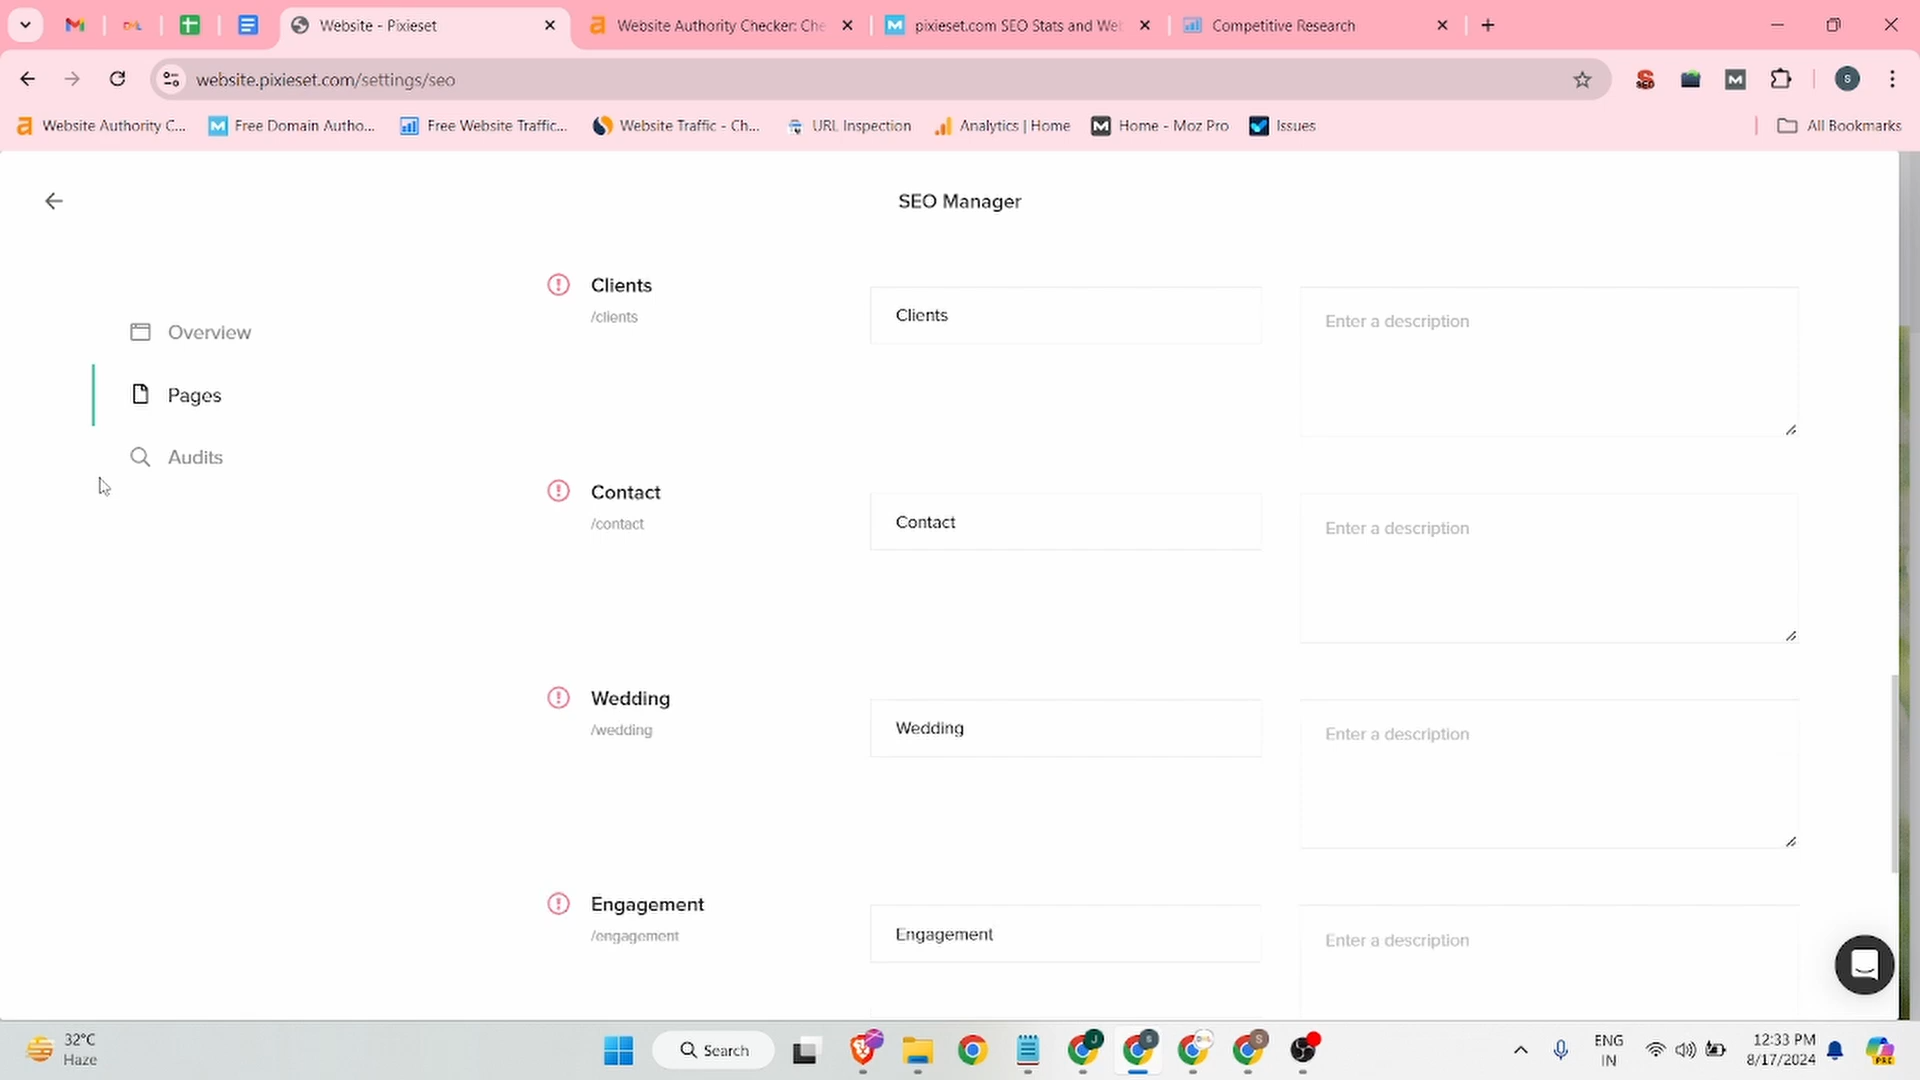 Website - Pixieset
Website Authority Checker: Che
pixieset.com SEO Stats and Wel
Competitive Research
website.pixieset.com/settings/seo
S
Website Authority C...
Free Domain Autho...
Free Website Traffic...
Website Traffic - Ch...
URL Inspection
Analytics | Home
Home - Moz Pro
Issues
All Bookmarks
SEO Manager
Overview
Pages
Audits
Clients
/clients
Clients
Enter a description
Contact
/contact
Contact
Enter a description
Wedding
/wedding
Wedding
Enter a description
Engagement
/engagement
Engagement
Enter a description
32°C
Haze
Search
ENG
IN
12:33 PM
8/17/2024